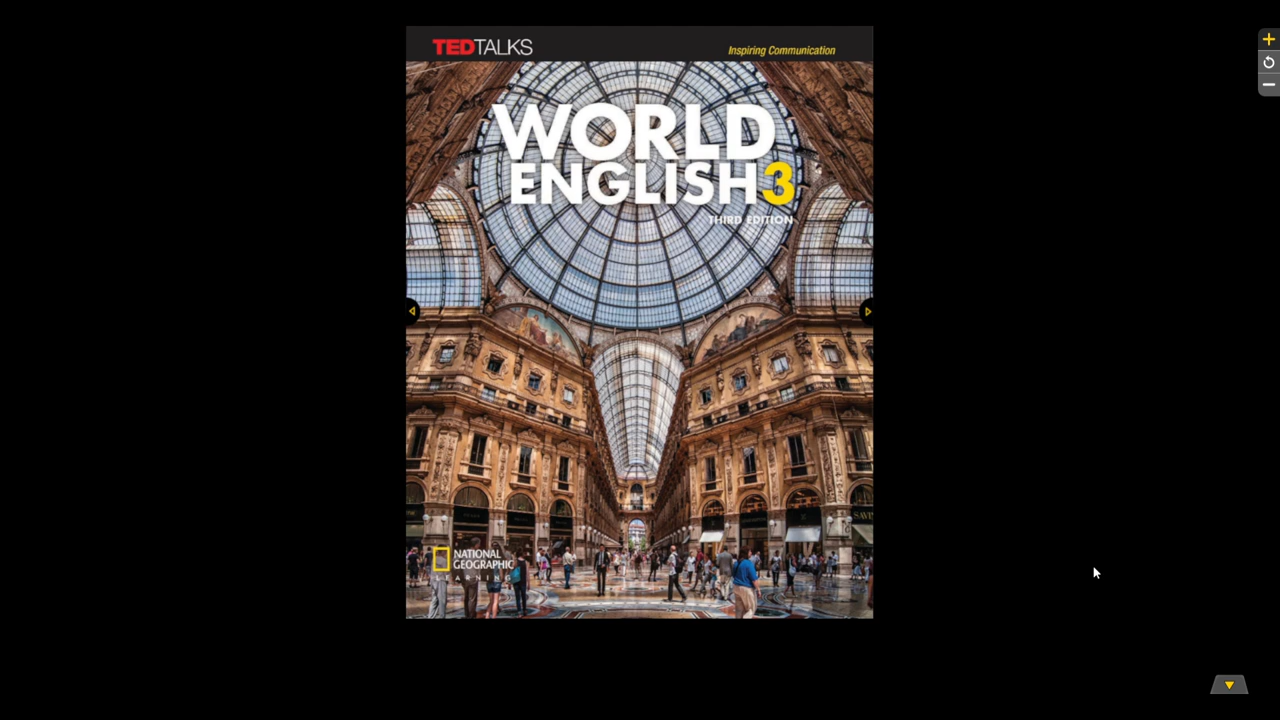 TEDTALKS
Inspiring Communication
WORLD
ENGLISH3
THIRD EDITION
NATIONAL
GEOGRAPHIC
LEARNING